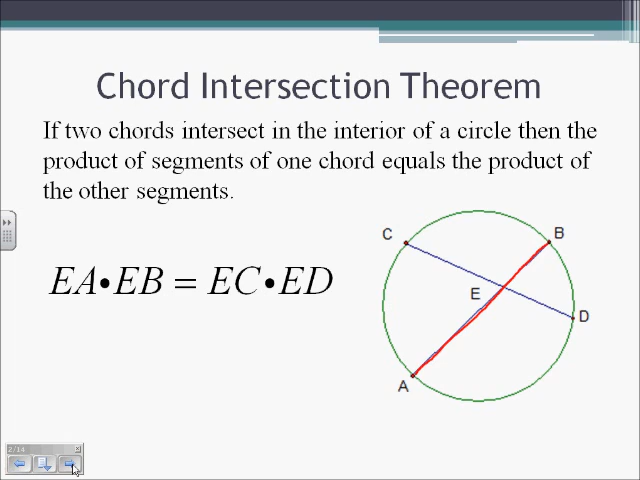 Chord Intersection Theorem
If two chords intersect in the interior of a circle then the
product of segments of one chord equals the product of
the other segments.
EA•EB = EC•ED
C
B
E
D
A
2/14